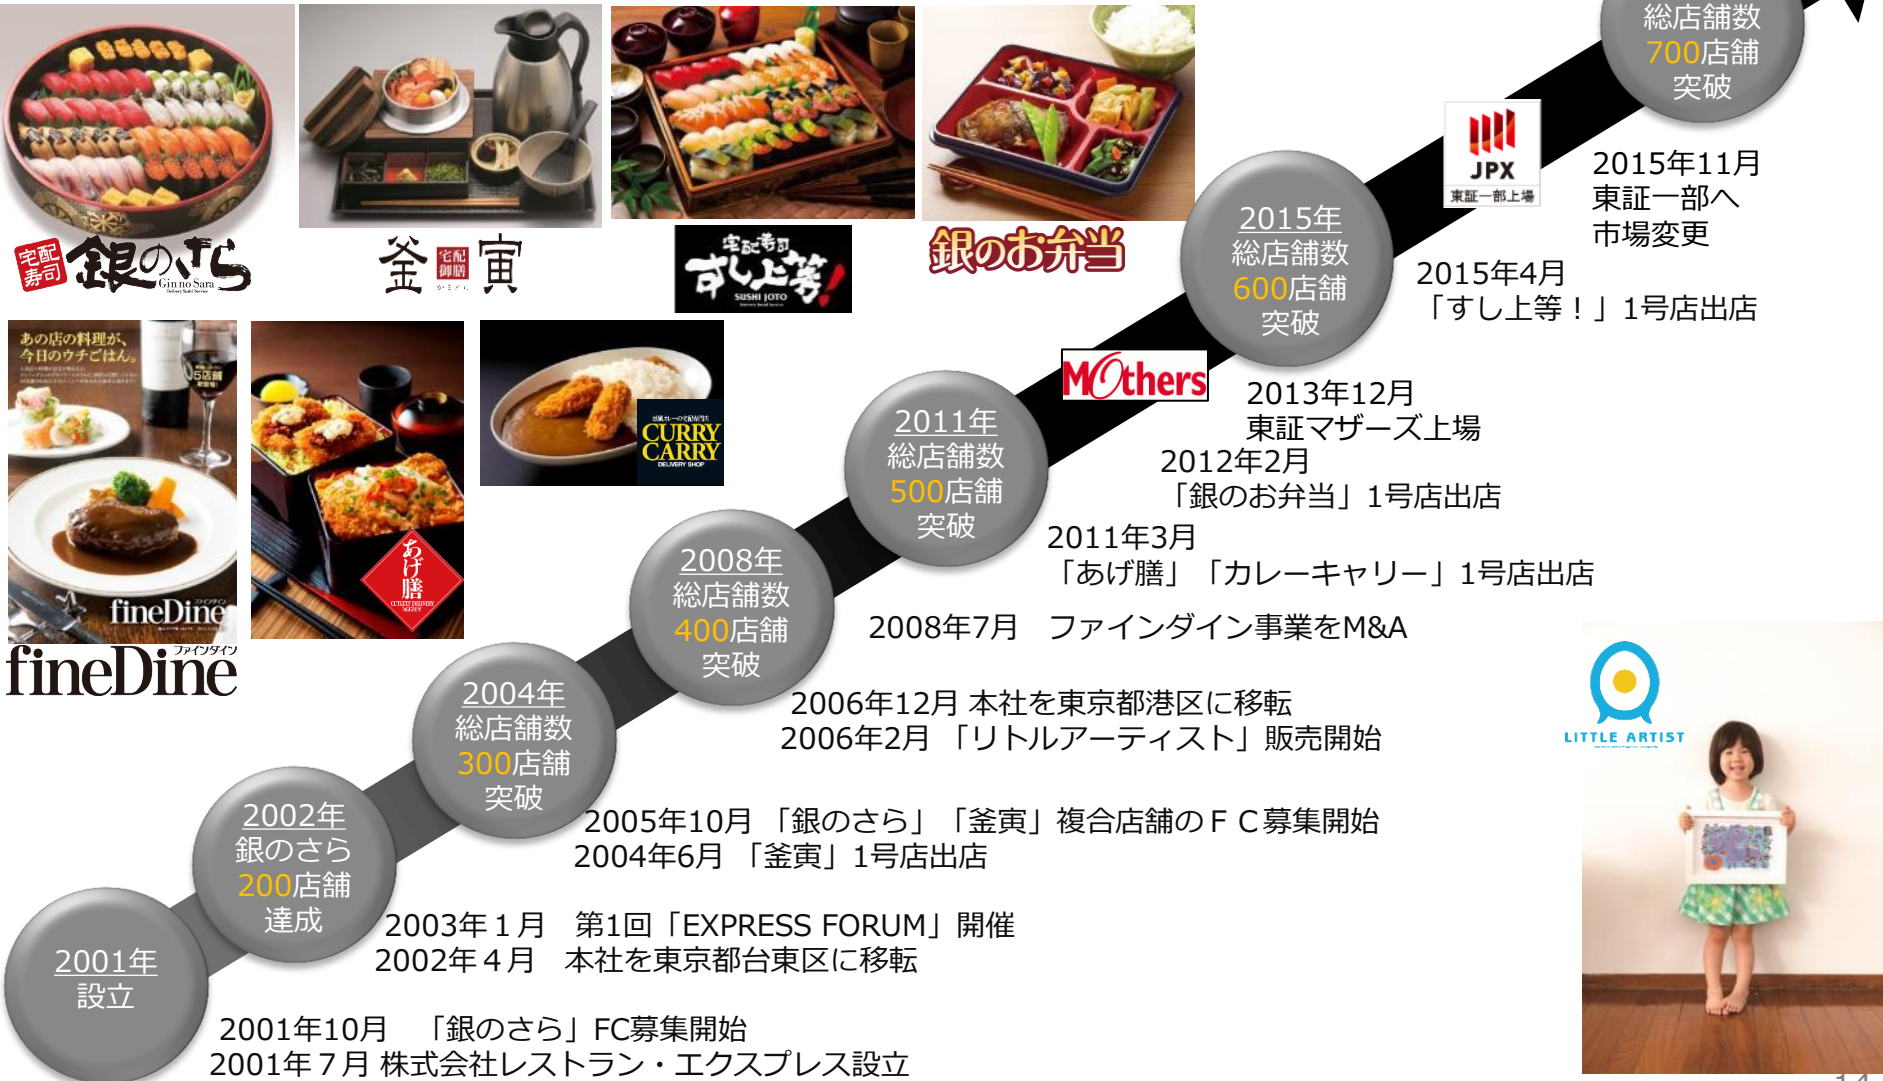 総店舗数
700店舗
突破
JPX
東証一部上場
2015年11月
東証一部へ
市場変更
宅配寿司
銀のさら
Gin no Sara
釜寅
宅配御膳
宅配寿司
すし上等!
SUSHI JOTO
銀のお弁当
2015年
総店舗数
600店舗
突破
2015年4月
「すし上等！」1号店出店
あの店の料理が、
今日のウチごはん。
5店舗
fineDine
ファインダイン
fineDine
あげ膳
CURRY
CARRY
DELIVERY SHOP
Mothers
2013年12月
東証マザーズ上場
2011年
総店舗数
500店舗
突破
2012年2月
「銀のお弁当」1号店出店
2011年3月
「あげ膳」「カレーキャリー」1号店出店
2008年
総店舗数
400店舗
突破
2008年7月　ファインダイン事業をM&A
2006年12月 本社を東京都港区に移転
2006年2月 「リトルアーティスト」販売開始
LITTLE ARTIST
2004年
総店舗数
300店舗
突破
2005年10月 「銀のさら」「釜寅」複合店舗のＦＣ募集開始
2004年6月 「釜寅」1号店出店
2002年
銀のさら
200店舗
達成
2003年１月　第1回「EXPRESS FORUM」開催
2002年４月　本社を東京都台東区に移転
2001年
設立
2001年10月　「銀のさら」FC募集開始
2001年７月 株式会社レストラン・エクスプレス設立